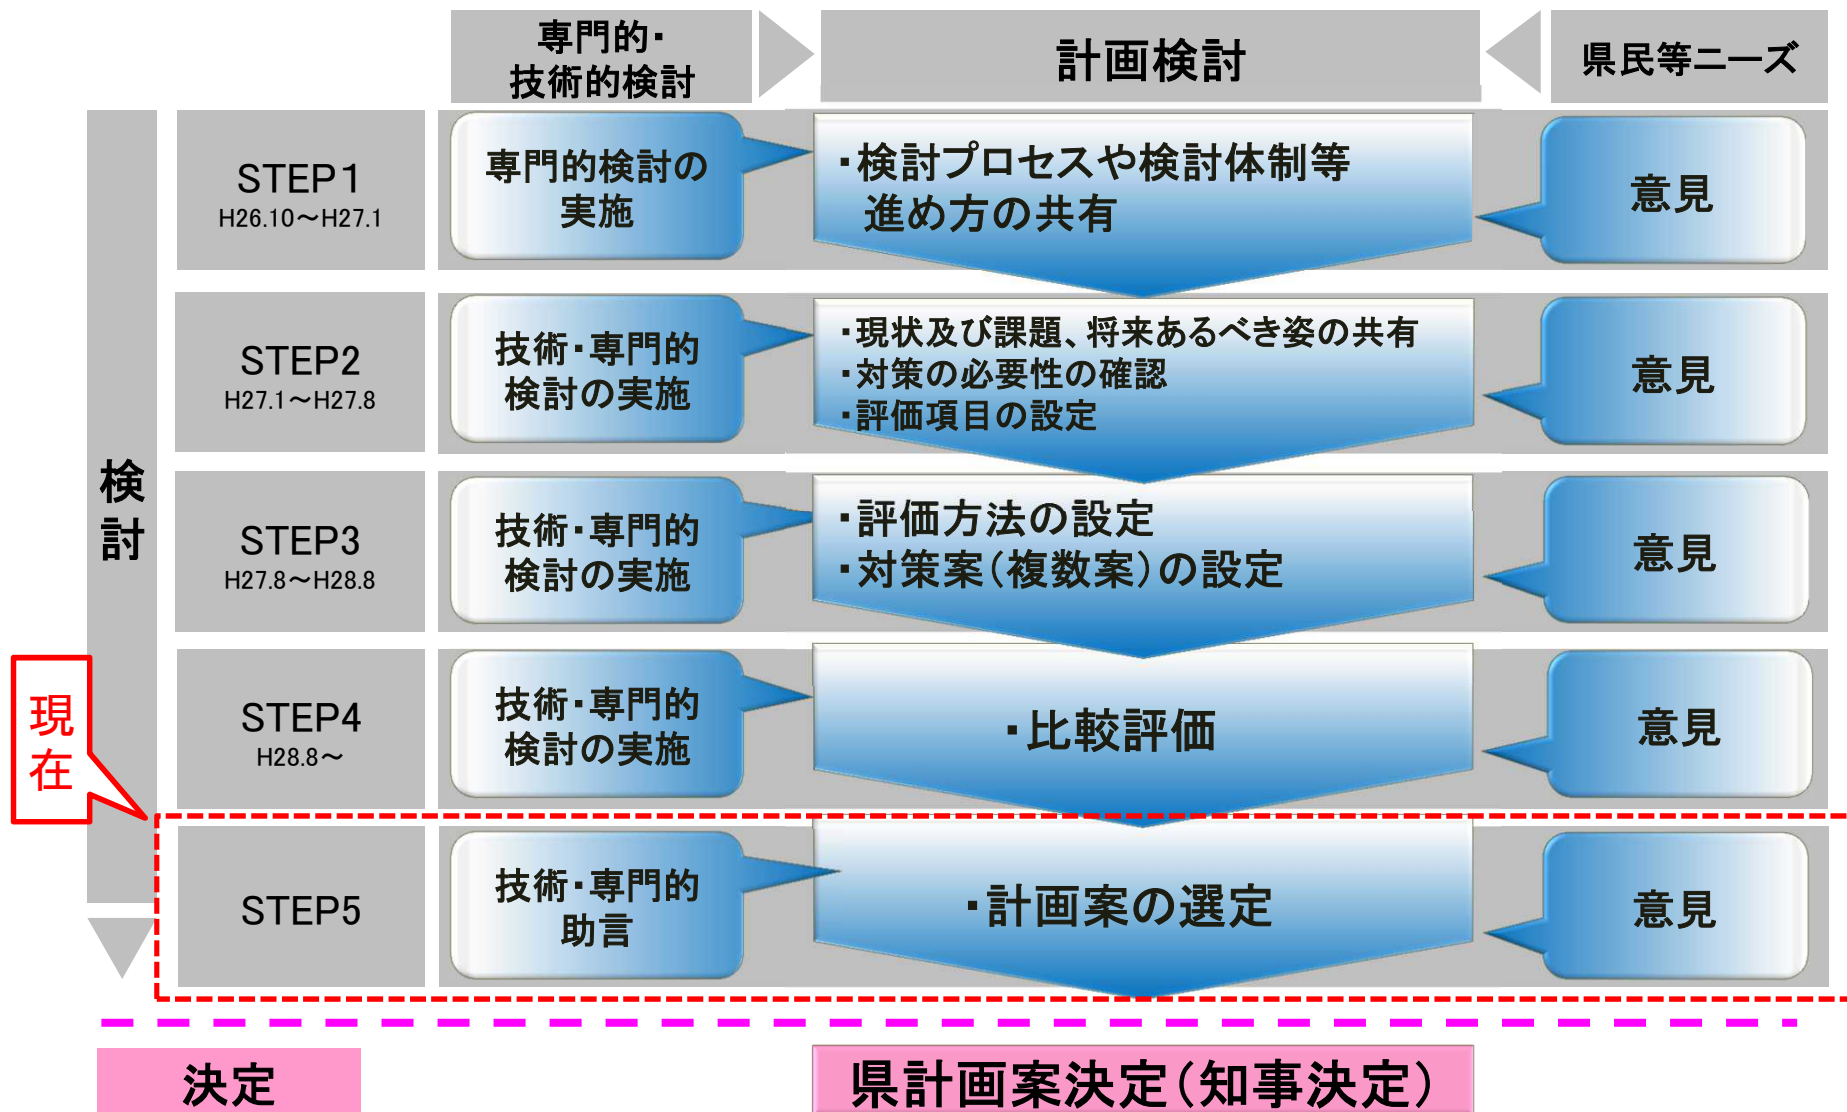 専門的・
技術的検討
計画検討
県民等ニーズ
検
討
STEP1
H26.10～H27.1
専門的検討の
実施
・検討プロセスや検討体制等
進め方の共有
意見
STEP2
H27.1～H27.8
技術・専門的
検討の実施
・現状及び課題、将来あるべき姿の共有
・対策の必要性の確認
・評価項目の設定
意見
STEP3
H27.8～H28.8
技術・専門的
検討の実施
・評価方法の設定
・対策案（複数案）の設定
意見
現
在
STEP4
H28.8～
技術・専門的
検討の実施
・比較評価
意見
STEP5
技術・専門的
助言
・計画案の選定
意見
決定
県計画案決定（知事決定）